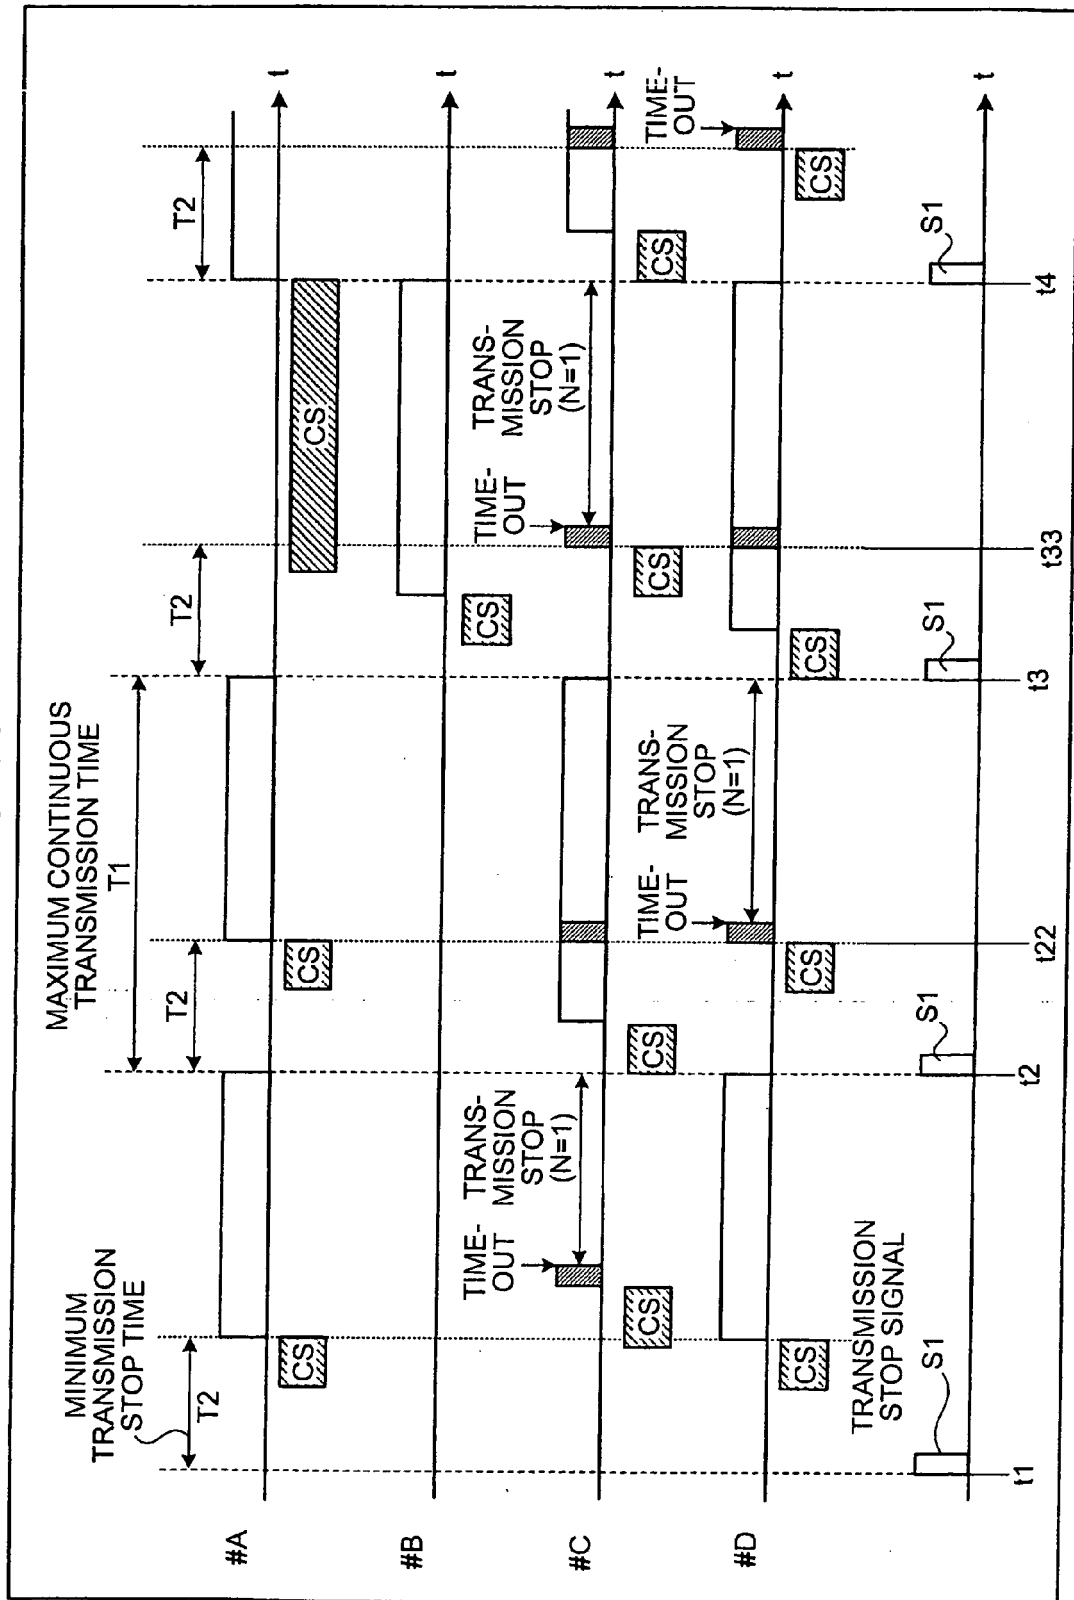 MINIMUM
TRANSMISSION
STOP TIME
T2
MAXIMUM CONTINUOUS
TRANSMISSION TIME
T1
T2
T2
T2
#A
CS
CS
CS
t
#B
CS
t
#C
TIME-
OUT
TRANS-
MISSION
STOP
(N=1)
TIME-
OUT
TRANS-
MISSION
STOP
(N=1)
CS
CS
CS
CS
t
#D
TIME-
OUT
TRANS-
MISSION
STOP
(N=1)
TIME-
OUT
CS
CS
CS
CS
t
TRANSMISSION
STOP SIGNAL
S1
S1
S1
S1
t
t1
t2
t22
t3
t33
t4